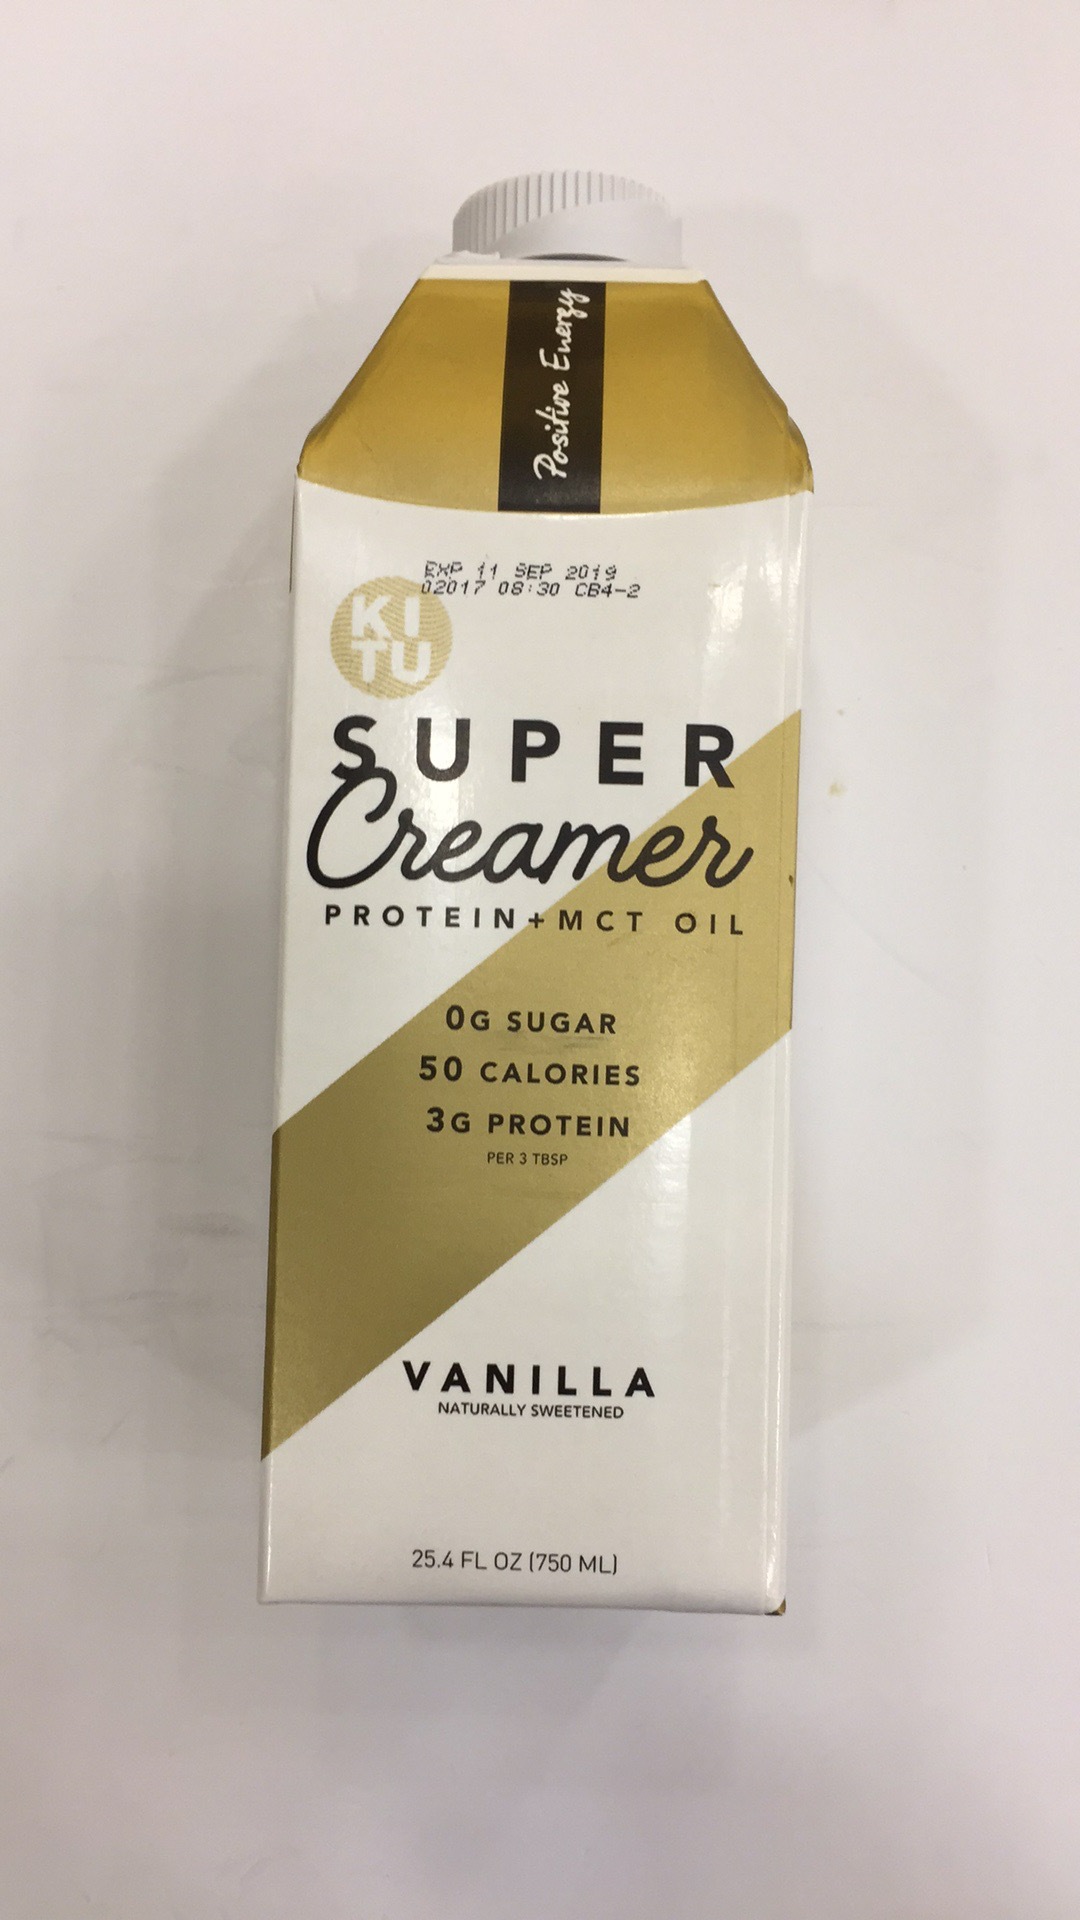 Positive Energy
EXP 11 SEP 2019
02017 08:30 CB4-2
KI
TU
SUPER
Creamer
PROTEIN+MCT OIL
0G SUGAR
50 CALORIES
3G PROTEIN
PER 3 TBSP
VANILLA
NATURALLY SWEETENED
25.4 FL OZ (750 ML)